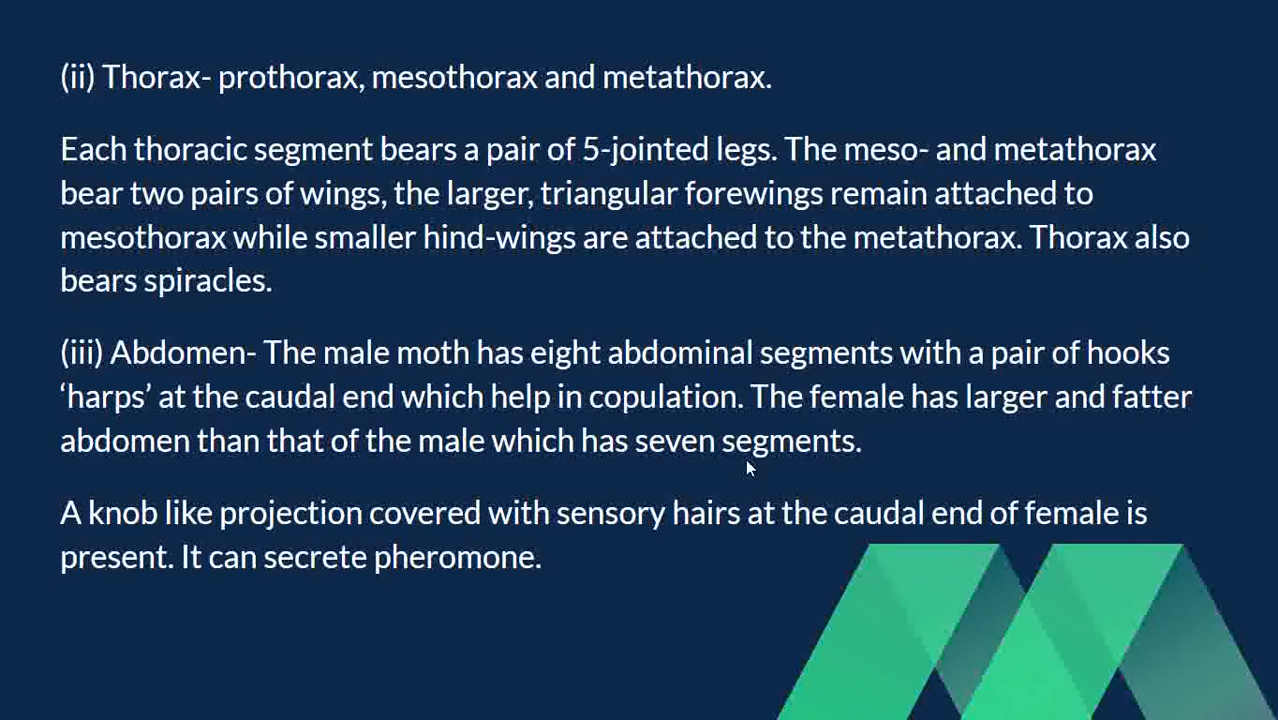 (ii) Thorax- prothorax, mesothorax and metathorax.
Each thoracic segment bears a pair of 5-jointed legs. The meso- and metathorax
bear two pairs of wings, the larger, triangular forewings remain attached to
mesothorax while smaller hind-wings are attached to the metathorax. Thorax also
bears spiracles.
(iii) Abdomen- The male moth has eight abdominal segments with a pair of hooks
‘harps’ at the caudal end which help in copulation. The female has larger and fatter
abdomen than that of the male which has seven segments.
A knob like projection covered with sensory hairs at the caudal end of female is
present. It can secrete pheromone.